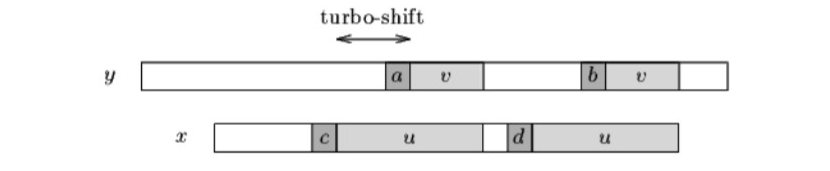 turbo-shift
y a v b v
x c u d u